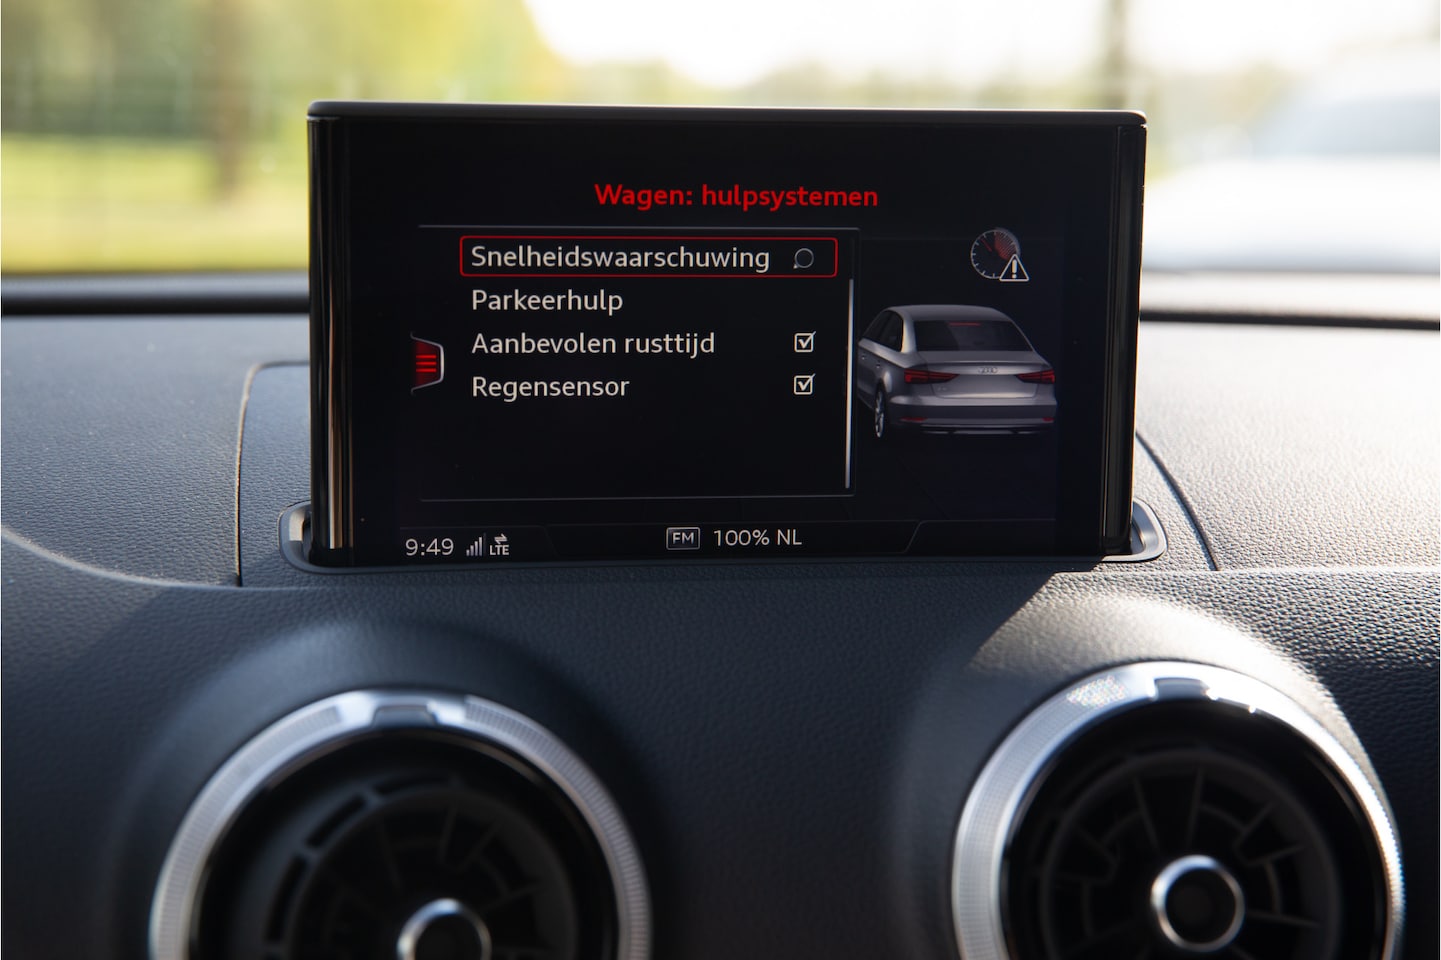 Wagen: hulpsystemen
Snelheidswaarschuwing
Parkeerhulp
Aanbevolen rusttijd
Regensensor
9:49 LTE
FM 100% NL